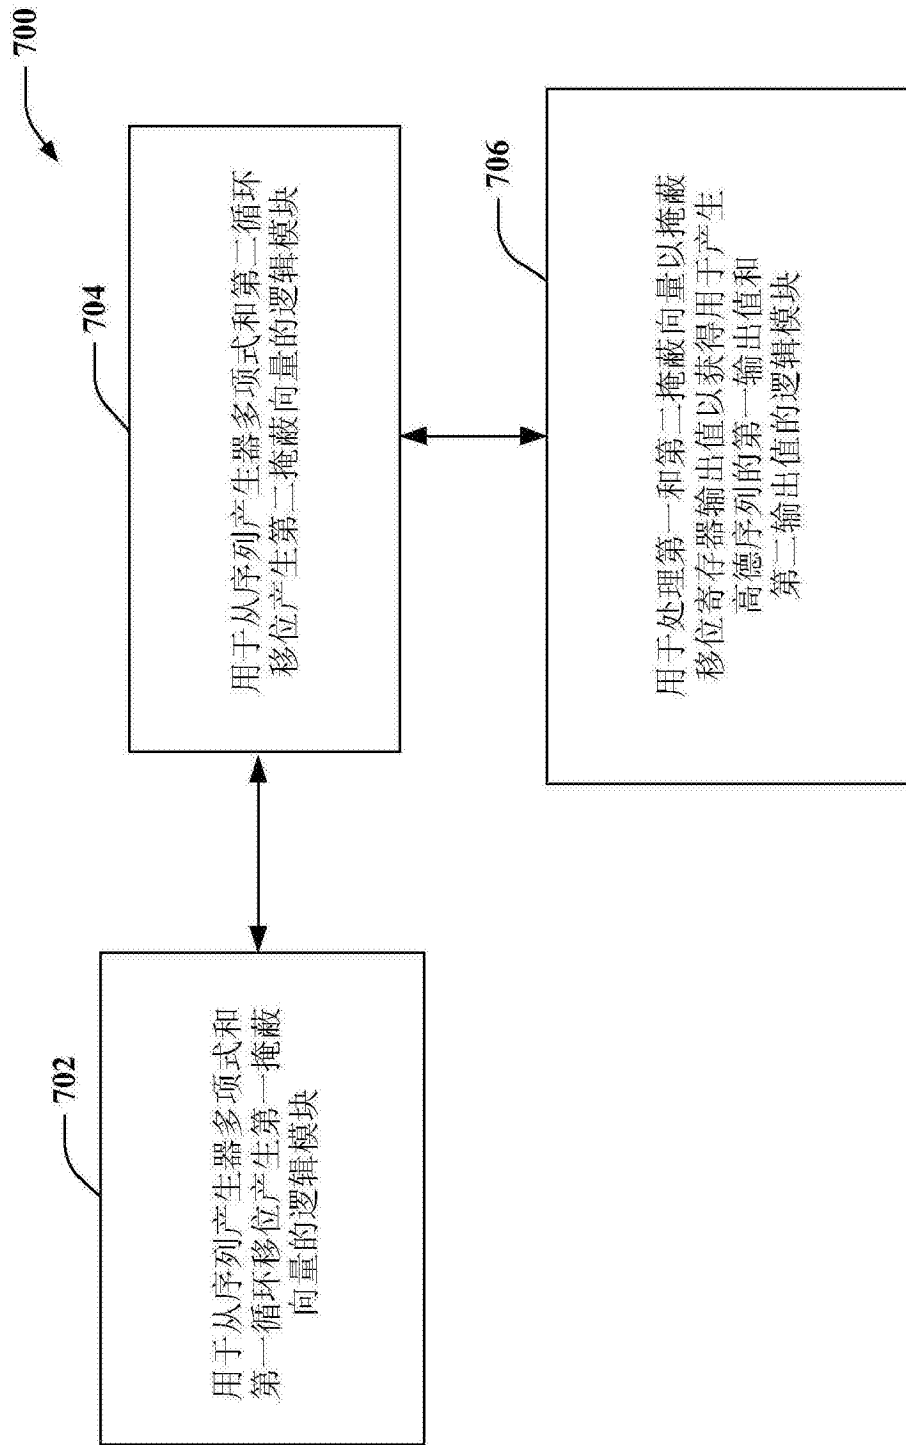 700
702
用于从序列产生器多项式和
第一循环移位产生第一掩蔽
向量的逻辑模块
704
用于从序列产生器多项式和第二循环
移位产生第二掩蔽向量的逻辑模块
706
用于处理第一和第二掩蔽向量以掩蔽
移位寄存器输出值以获得用于产生
高德序列的第一输出值和
第二输出值的逻辑模块